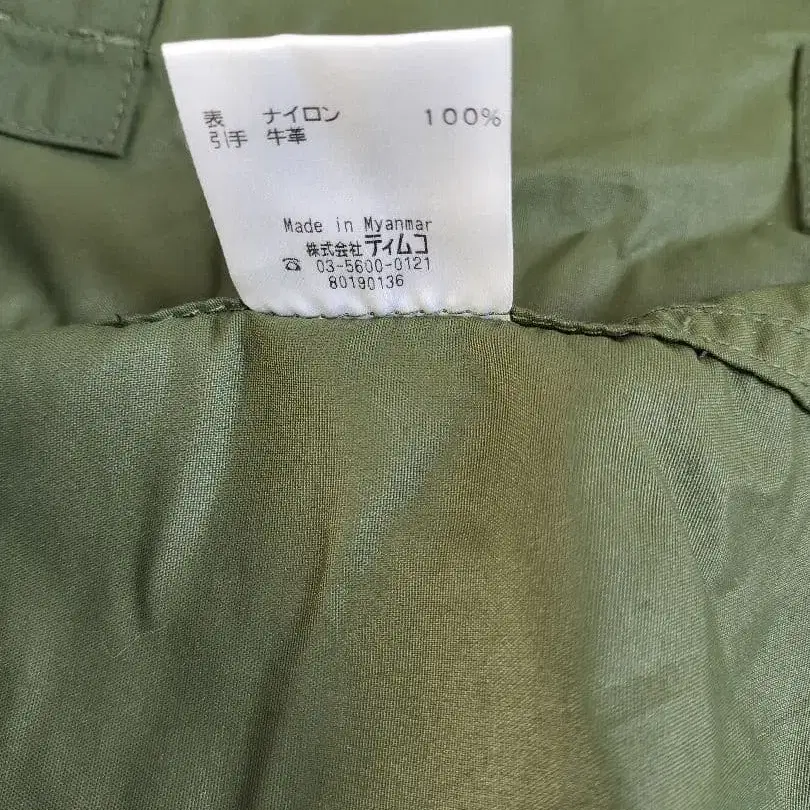 表 ナイロン 100%
引手 牛革
Made in Myanmar
株式会社ティムコ
☎ 03-5600-0121
80190136